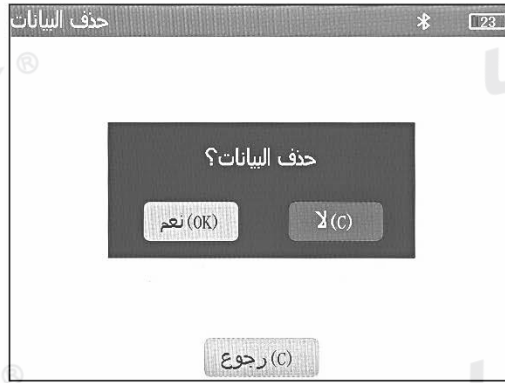 حذف البيانات 23
حذف البيانات؟
نعم (OK) لا (C)
رجوع (C)